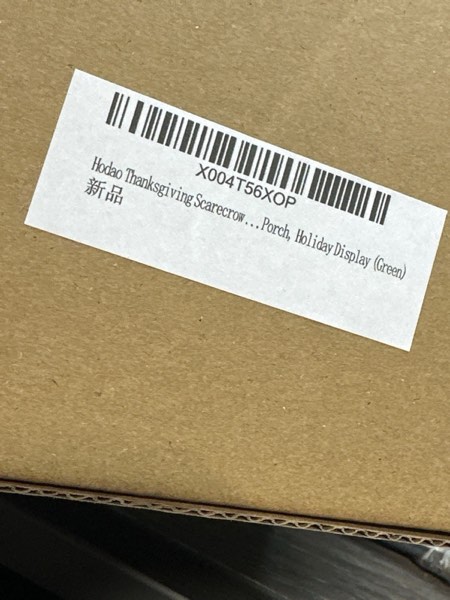 X004T56XOP
Hodao Thanksgiving Scarecrow...Porch, Holiday Display (Green)
新品